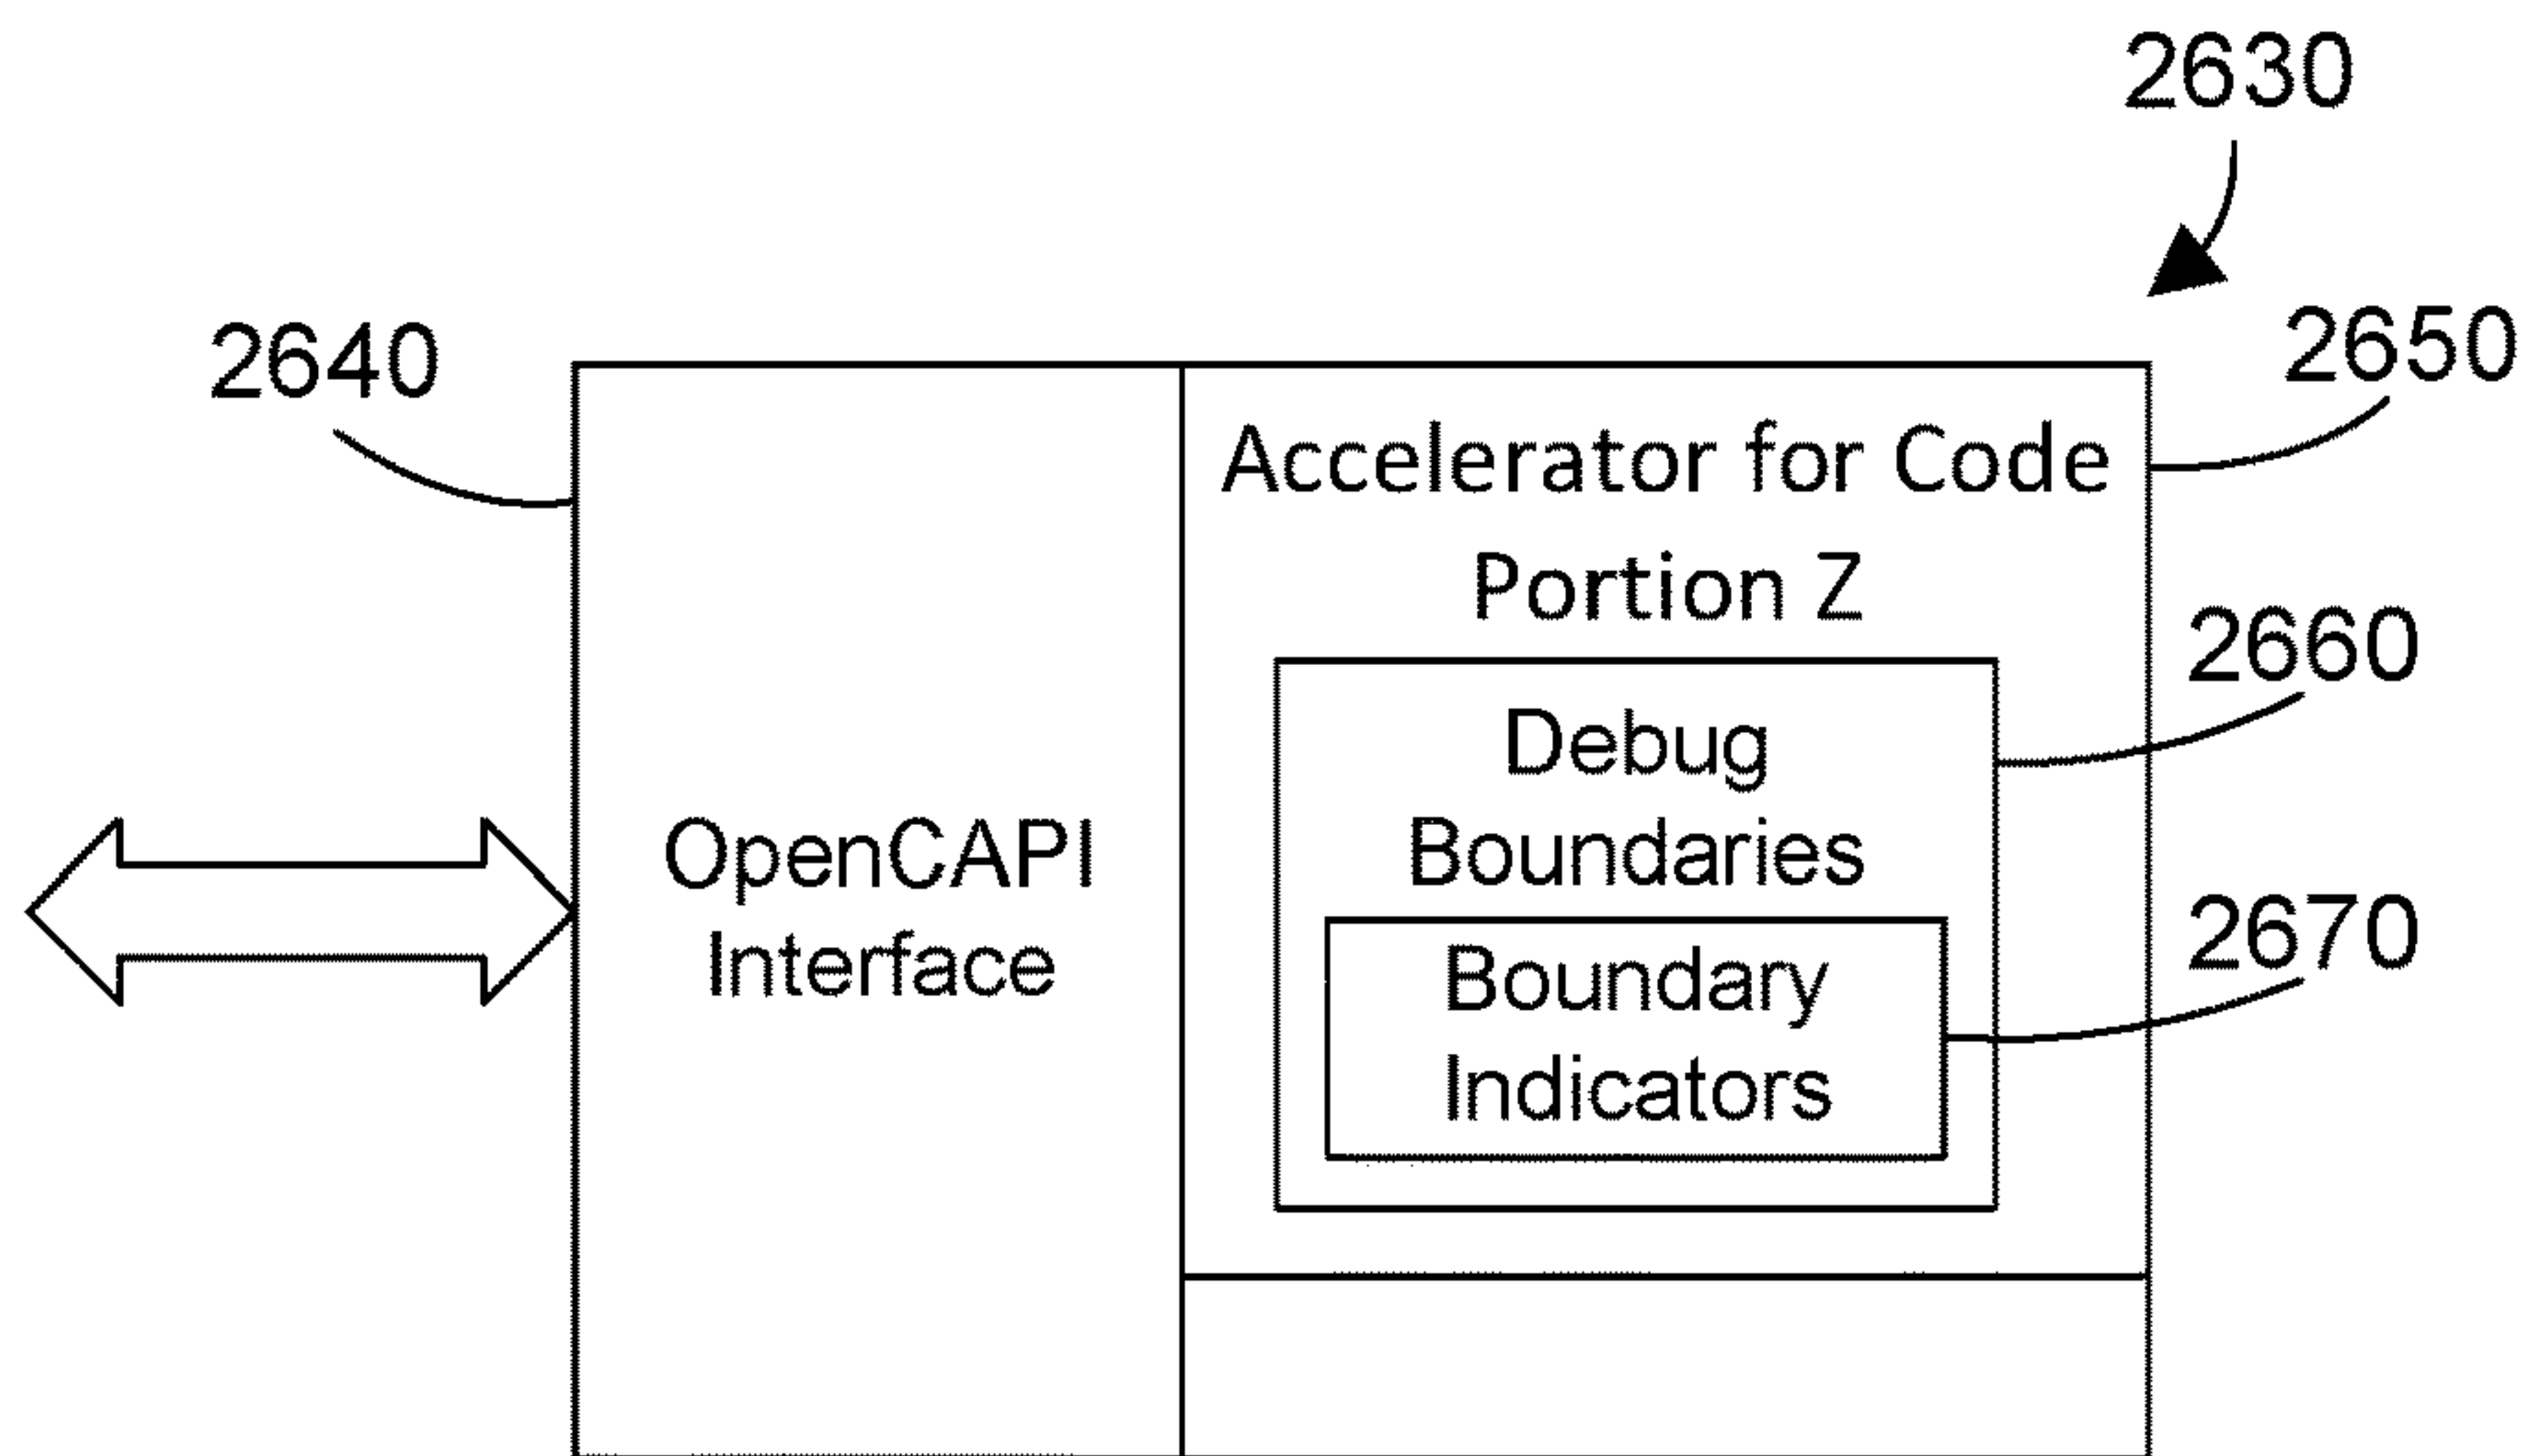 2630
2640
2650
Accelerator for Code
Portion Z
2660
Debug
Boundaries
OpenCAPI
Interface
2670
Boundary
Indicators